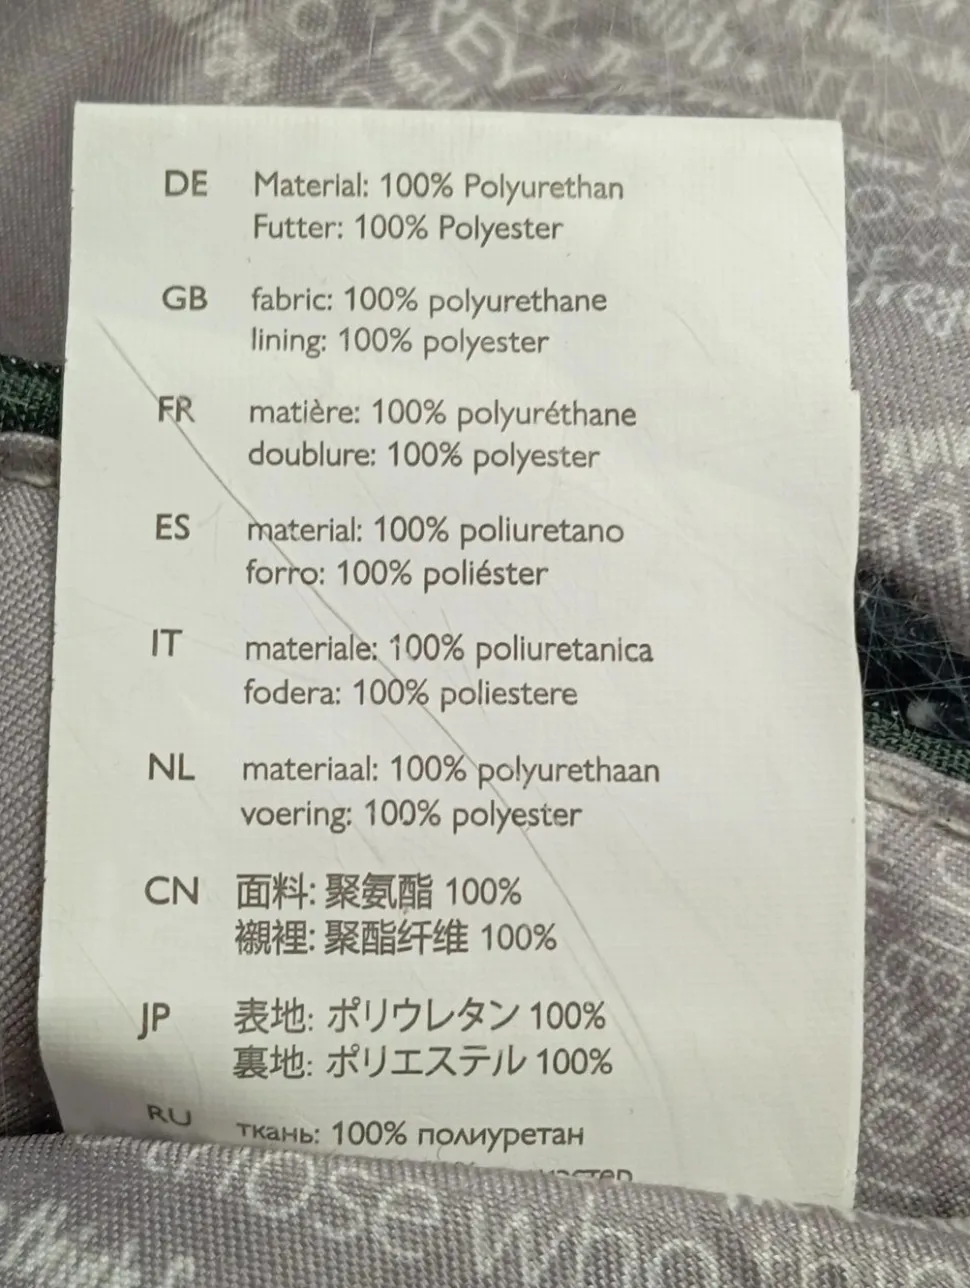 DE Material: 100% Polyurethan
Futter: 100% Polyester
GB fabric: 100% polyurethane
lining: 100% polyester
FR matière: 100% polyuréthane
doublure: 100% polyester
ES material: 100% poliuretano
forro: 100% poliéster
IT materiale: 100% poliuretanica
fodera: 100% poliestere
NL materiaal: 100% polyurethaan
voering: 100% polyester
CN 面料: 聚氨酯 100%
襯裡: 聚酯纤维 100%
JP 表地: ポリウレタン 100%
裏地: ポリエステル 100%
RU ткань: 100% полиуретан